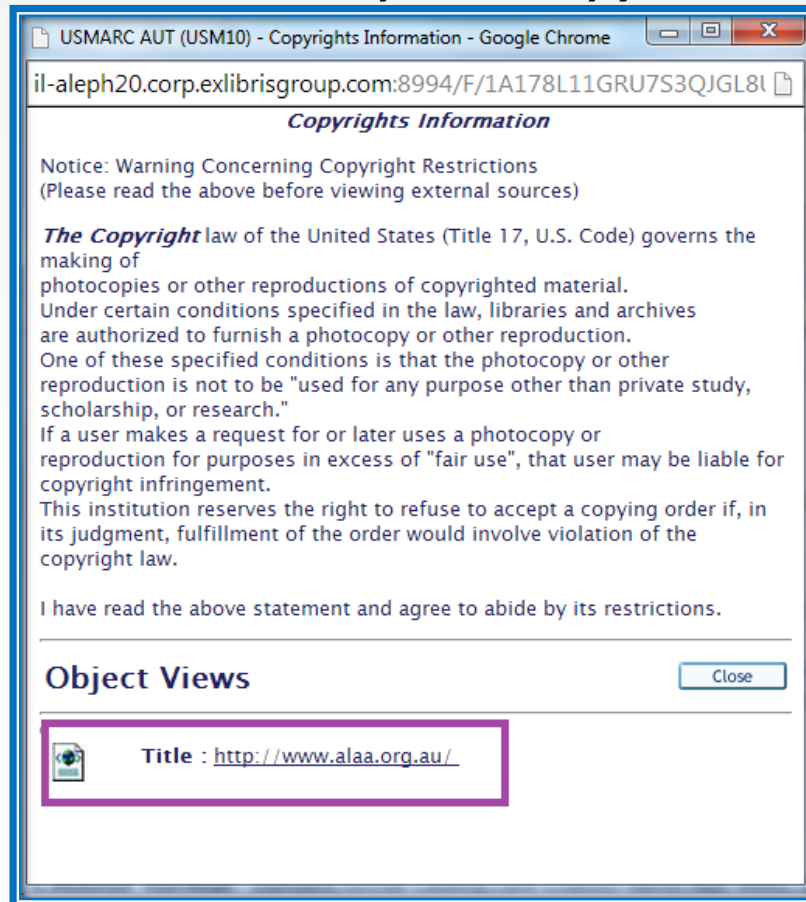 USMARC AUT (USM10) - Copyrights Information - Google Chrome
il-aleph20.corp.exlibrisgroup.com:8994/F/1A178L11GRU7S3QJGL8
Copyrights Information
Notice: Warning Concerning Copyright Restrictions
(Please read the above before viewing external sources)
The Copyright law of the United States (Title 17, U.S. Code) governs the
making of
photocopies or other reproductions of copyrighted material.
Under certain conditions specified in the law, libraries and archives
are authorized to furnish a photocopy or other reproduction.
One of these specified conditions is that the photocopy or other
reproduction is not to be "used for any purpose other than private study,
scholarship, or research."
If a user makes a request for or later uses a photocopy or
reproduction for purposes in excess of "fair use", that user may be liable for
copyright infringement.
This institution reserves the right to refuse to accept a copying order if, in
its judgment, fulfillment of the order would involve violation of the
copyright law.
I have read the above statement and agree to abide by its restrictions.
Object Views
Close
Title : http://www.alaa.org.au/